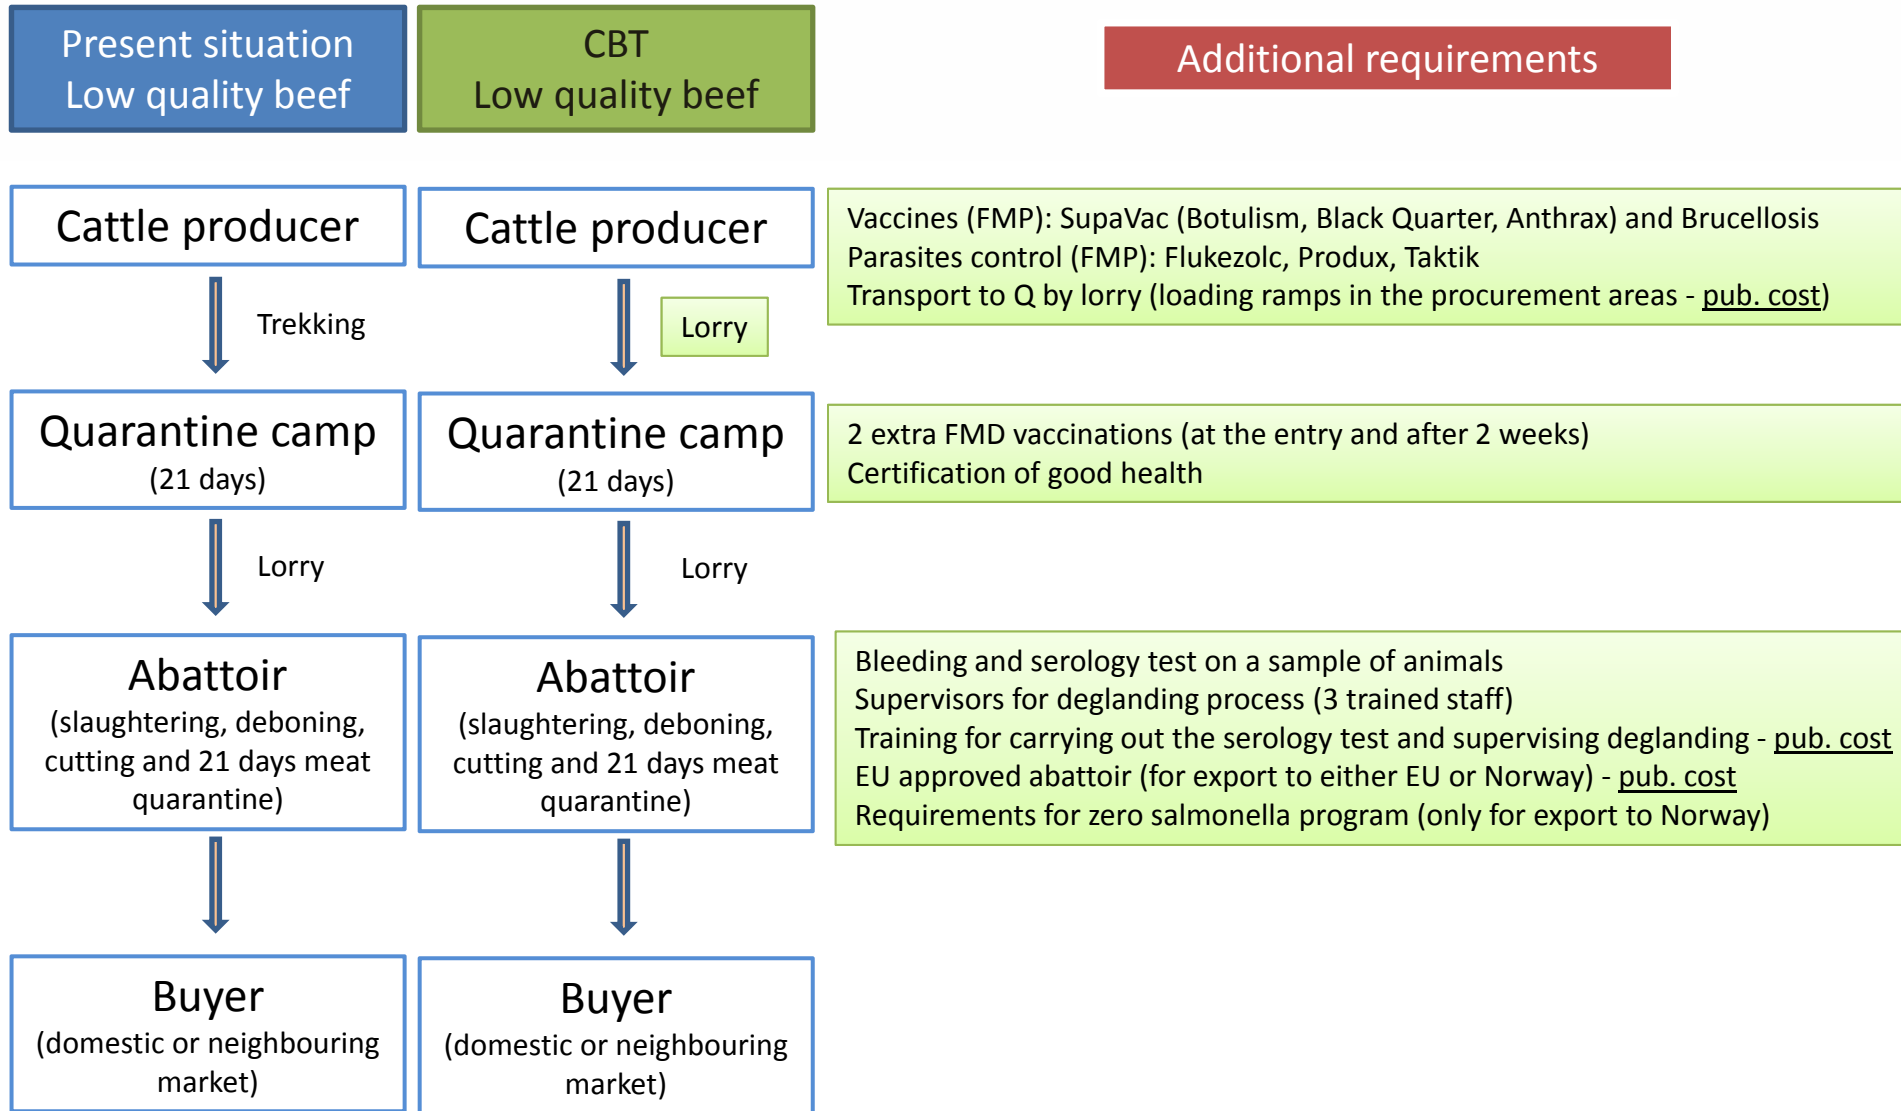 Present situation
Low quality beef
CBT
Low quality beef
Additional requirements
Cattle producer
Cattle producer
Vaccines (FMP): SupaVac (Botulism, Black Quarter, Anthrax) and Brucellosis
Parasites control (FMP): Flukezolc, Produx, Taktik
Transport to Q by lorry (loading ramps in the procurement areas - pub. cost)
Trekking
Lorry
Quarantine camp
(21 days)
Quarantine camp
(21 days)
2 extra FMD vaccinations (at the entry and after 2 weeks)
Certification of good health
Lorry
Lorry
Abattoir
(slaughtering, deboning,
cutting and 21 days meat
quarantine)
Abattoir
(slaughtering, deboning,
cutting and 21 days meat
quarantine)
Bleeding and serology test on a sample of animals
Supervisors for deglanding process (3 trained staff)
Training for carrying out the serology test and supervising deglanding - pub. cost
EU approved abattoir (for export to either EU or Norway) - pub. cost
Requirements for zero salmonella program (only for export to Norway)
Buyer
(domestic or neighbouring
market)
Buyer
(domestic or neighbouring
market)